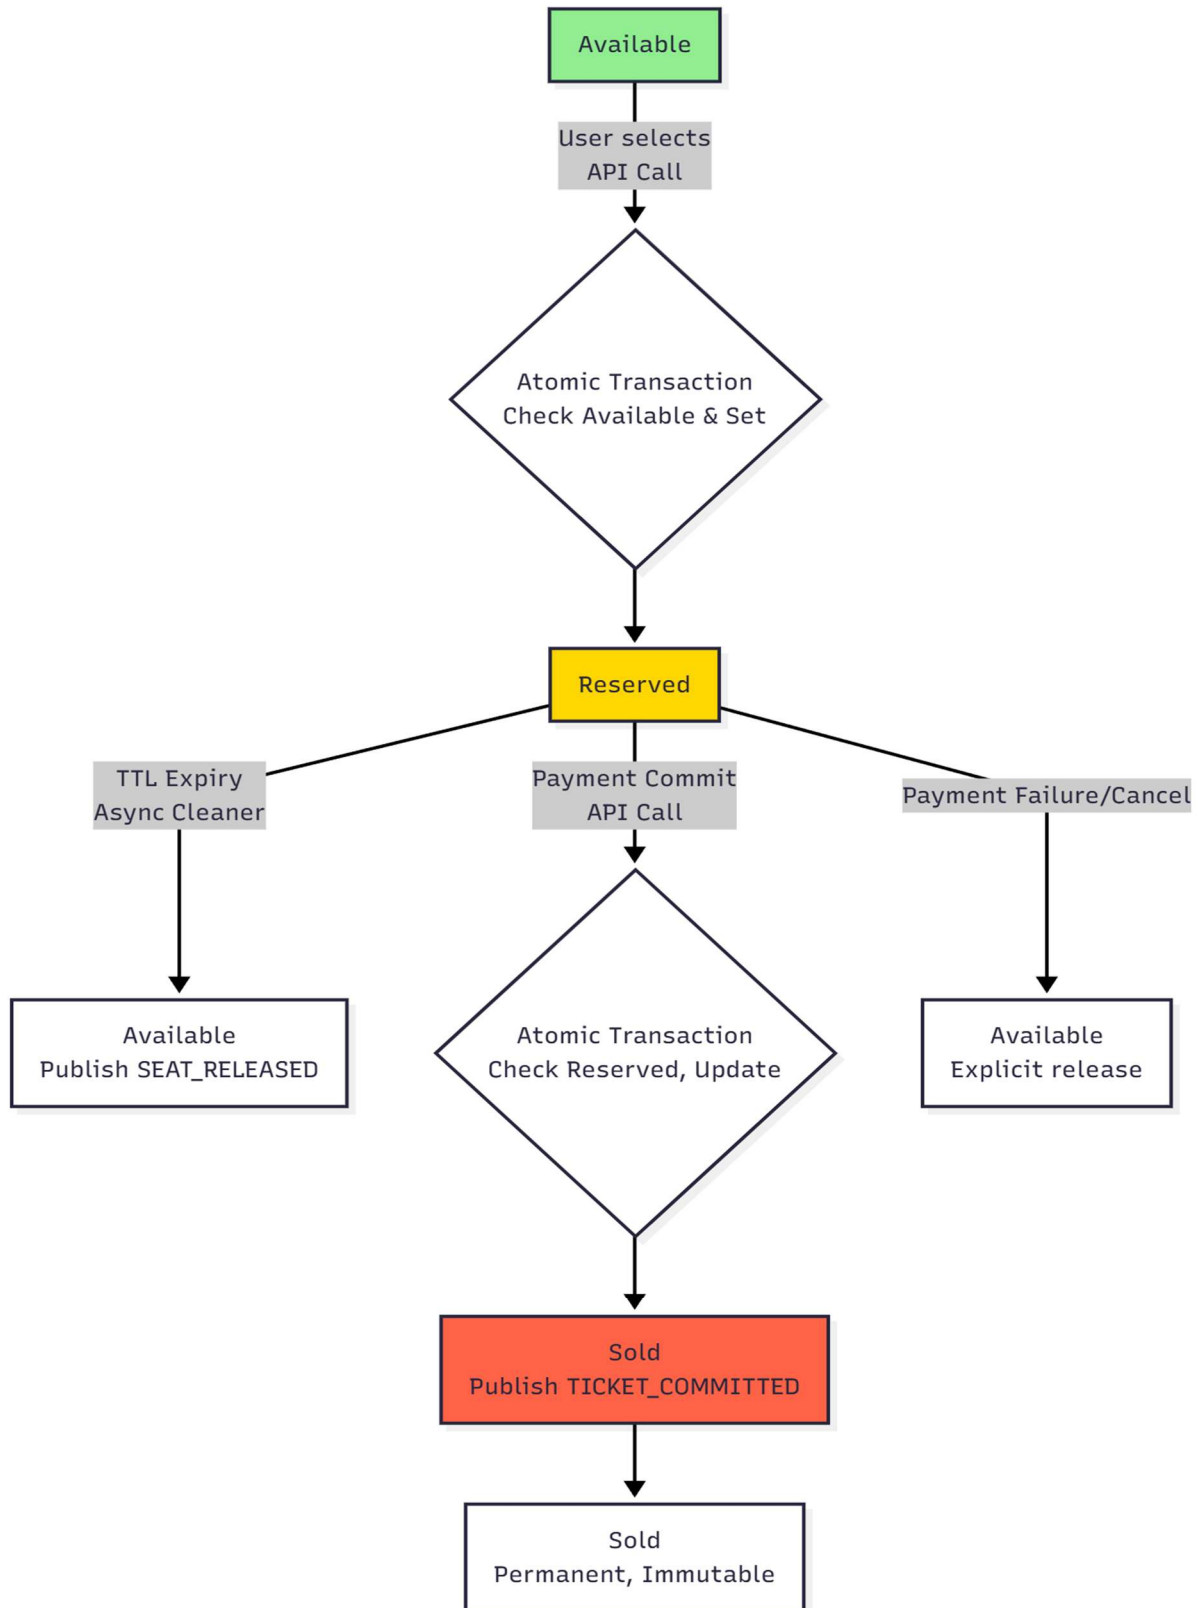 Available
User selects
API Call
Atomic Transaction
Check Available & Set
Reserved
TTL Expiry
Async Cleaner
Payment Commit
API Call
Payment Failure/Cancel
Available
Publish SEAT_RELEASED
Atomic Transaction
Check Reserved, Update
Available
Explicit release
Sold
Publish TICKET_COMMITTED
Sold
Permanent, Immutable